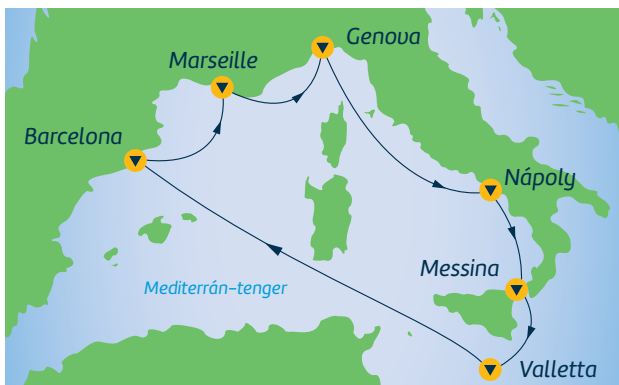 Genova
Marseille
Barcelona
Nápoly
Messina
Mediterrán-tenger
Valletta